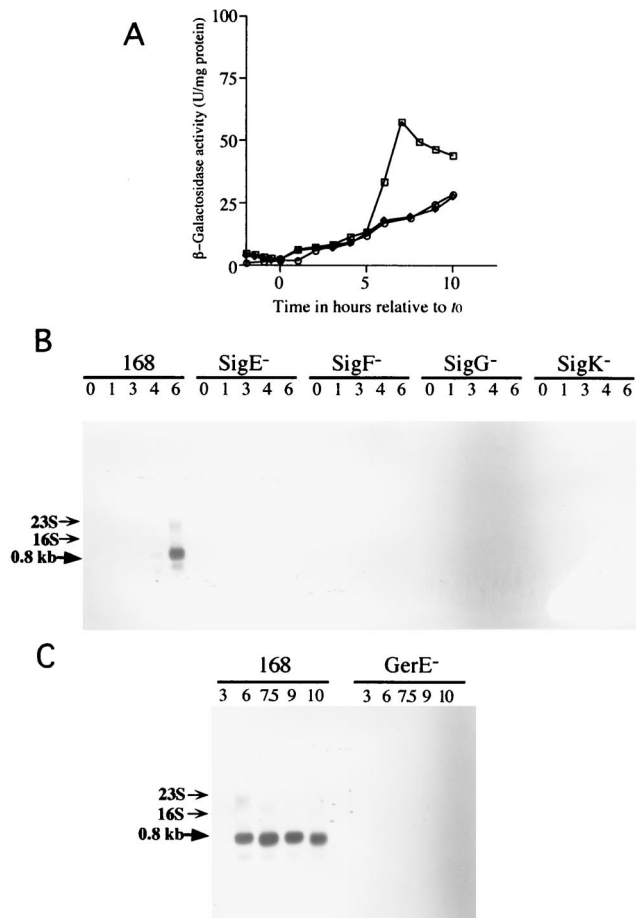 A
β-Galactosidase activity (U/mg protein)
100
75
50
25
0
0 5 10
Time in hours relative to t0
B
168 SigE- SigF- SigG- SigK-
0 1 3 4 6 0 1 3 4 6 0 1 3 4 6 0 1 3 4 6 0 1 3 4 6
23S
16S
0.8 kb
C
168 GerE-
3 6 7.5 9 10 3 6 7.5 9 10
23S
16S
0.8 kb